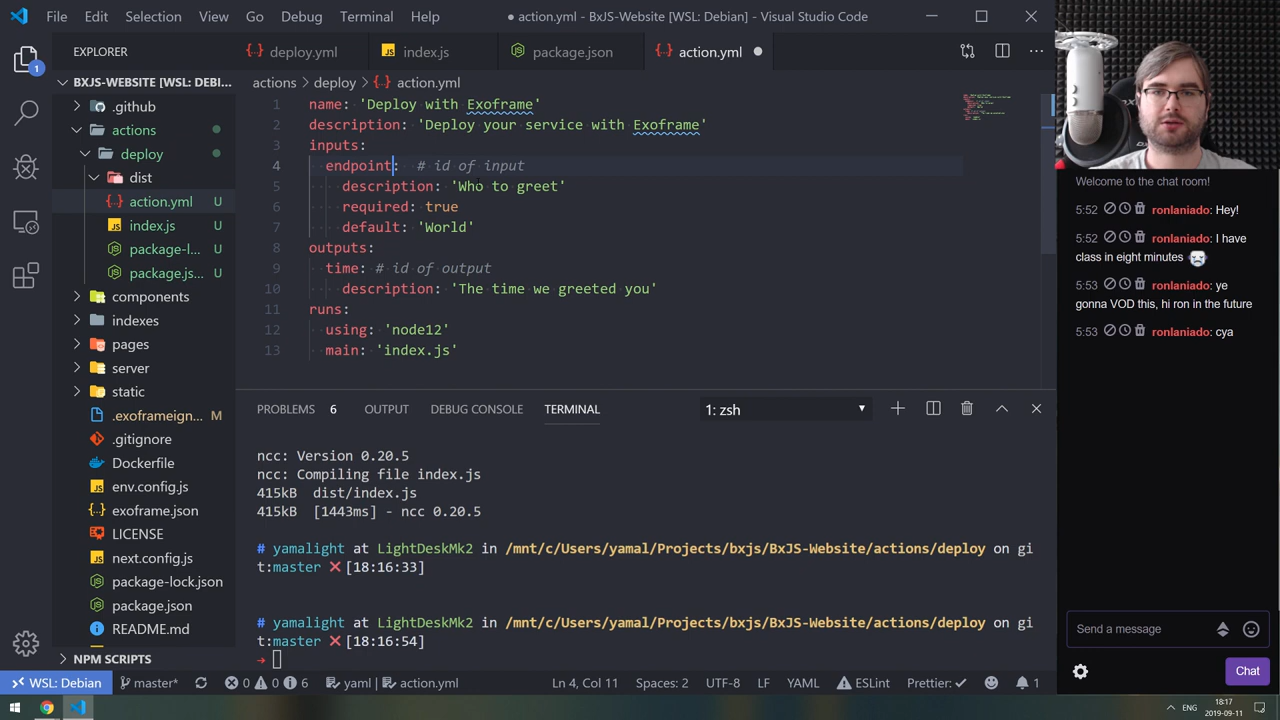 File Edit Selection View Go Debug Terminal Help
● action.yml - BxJS-Website [WSL: Debian] - Visual Studio Code
EXPLORER
deploy.yml
index.js
package.json
action.yml
BXJS-WEBSITE [WSL: DEBI...
.github
actions
deploy
dist
action.yml U
index.js U
package-l... U
package.js... U
components
indexes
pages
server
static
.exoframeign... M
.gitignore
Dockerfile
env.config.js
exoframe.json
LICENSE
next.config.js
package-lock.json
package.json
README.md
NPM SCRIPTS
1
actions > deploy > action.yml
1 name: 'Deploy with Exoframe'
2 description: 'Deploy your service with Exoframe'
3 inputs:
4 endpoint: # id of input
5 description: 'Who to greet'
6 required: true
7 default: 'World'
8 outputs:
9 time: # id of output
10 description: 'The time we greeted you'
11 runs:
12 using: 'node12'
13 main: 'index.js'
PROBLEMS 6 OUTPUT DEBUG CONSOLE TERMINAL
1: zsh
ncc: Version 0.20.5
ncc: Compiling file index.js
415kB dist/index.js
415kB [1443ms] - ncc 0.20.5
# yamalight at LightDeskMk2 in /mnt/c/Users/yamal/Projects/bxjs/BxJS-Website/actions/deploy on gi
t:master ❌ [18:16:33]
# yamalight at LightDeskMk2 in /mnt/c/Users/yamal/Projects/bxjs/BxJS-Website/actions/deploy on gi
t:master ❌ [18:16:54]
→
WSL: Debian master* 0 0 6 yaml | action.yml Ln 4, Col 11 Spaces: 2 UTF-8 LF YAML ESLint Prettier: ✓ 1
Welcome to the chat room!
5:52 ronlaniado: Hey!
5:52 ronlaniado: I have
class in eight minutes
5:53 ronlaniado: ye
gonna VOD this, hi ron in the future
5:53 ronlaniado: cya
Send a message
Chat
ENG
18:17
2019-09-11